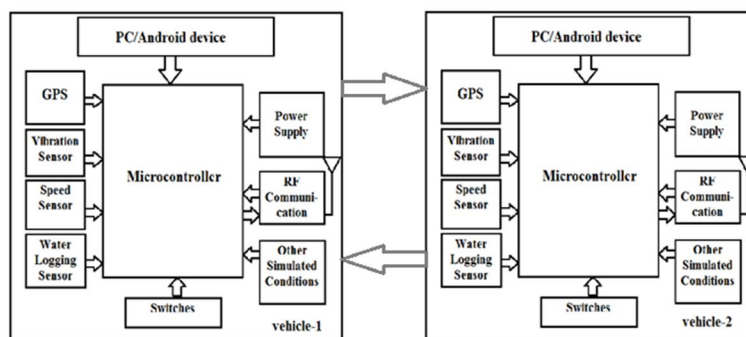 PC/Android device
GPS
Vibration
Sensor
Speed
Sensor
Water
Logging
Sensor
Microcontroller
Power
Supply
RF
Communi-
cation
Other
Simulated
Conditions
Switches
vehicle-1
PC/Android device
GPS
Vibration
Sensor
Speed
Sensor
Water
Logging
Sensor
Microcontroller
Power
Supply
RF
Communi-
cation
Other
Simulated
Conditions
Switches
vehicle-2